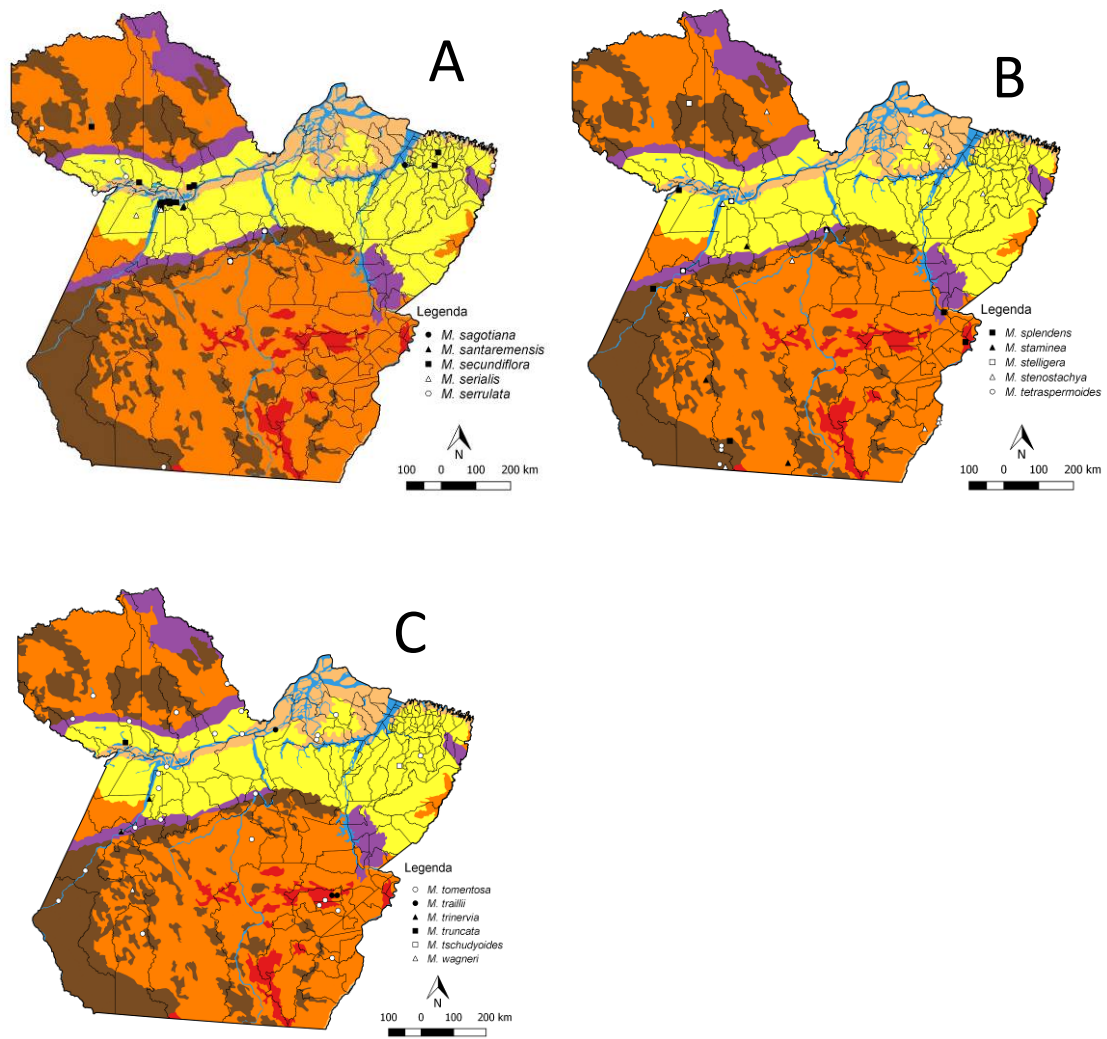 A
Legenda
M. sagotiana
M. santaremensis
M. secundiflora
M. serialis
M. serrulata
N
100 0 100 200 km
B
Legenda
M. splendens
M. staminea
M. stelligera
M. stenostachya
M. tetraspermoides
N
100 0 100 200 km
C
Legenda
M. tomentosa
M. traillii
M. trinervia
M. truncata
M. tschudyoides
M. wagneri
N
100 0 100 200 km